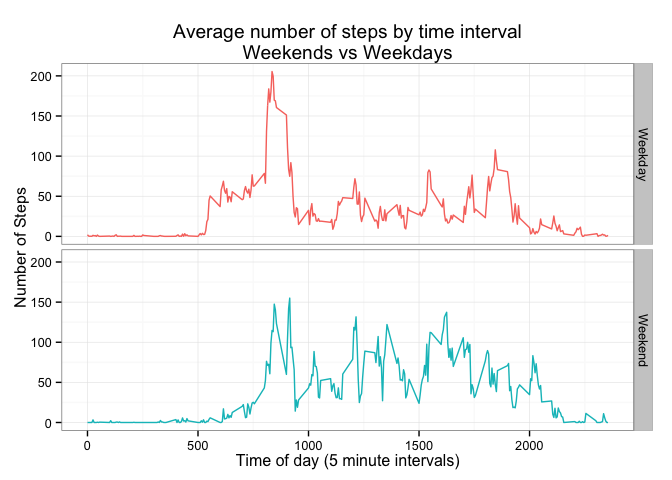 Average number of steps by time interval
Weekends vs Weekdays
Number of Steps
200
150
100
50
0
Weekday
200
150
100
50
0
Weekend
0 500 1000 1500 2000
Time of day (5 minute intervals)